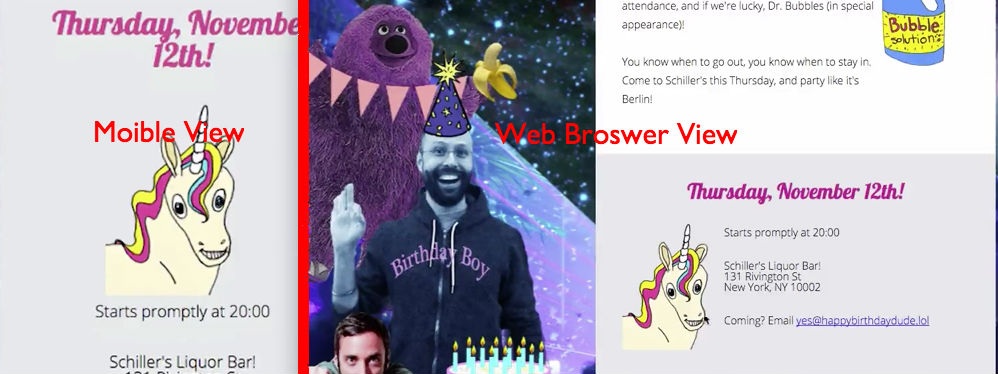 Thursday, Novembe
12th!
Moible View
Starts promptly at 20:00
Schiller's Liquor Bar!
Birthday Boy
Web Broswer View
attendance, and if we're lucky, Dr. Bubbles (in special
appearance)!
You know when to go out, you know when to stay in.
Come to Schiller's this Thursday, and party like it's
Berlin!
Bubble
solution
Thursday, November 12th!
Starts promptly at 20:00
Schiller's Liquor Bar!
131 Rivington St
New York, NY 10002
Coming? Email yes@happybirthdaydude.lol